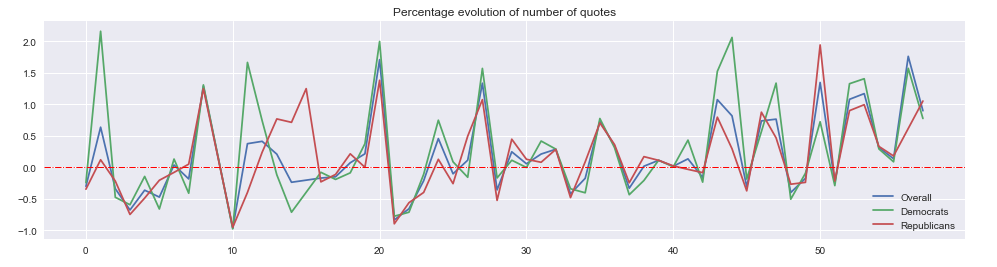 Percentage evolution of number of quotes
2.0
1.5
1.0
0.5
0.0
−0.5
−1.0
0 10 20 30 40 50
Overall
Democrats
Republicans